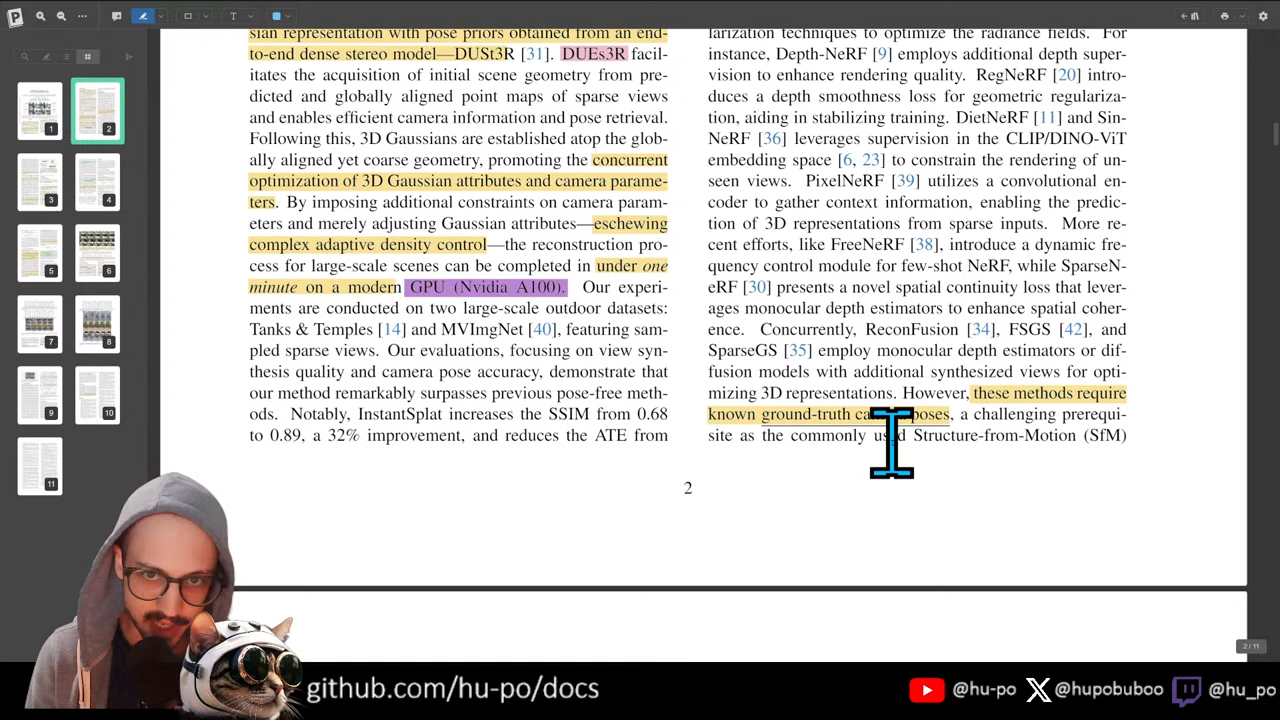 sian representation with pose priors obtained from an end-
to-end dense stereo model—DUSt3R [31]. DUEs3R facil-
itates the acquisition of initial scene geometry from pre-
dicted and globally aligned point maps of sparse views
and enables efficient camera information and pose retrieval.
Following this, 3D Gaussians are established atop the glob-
ally aligned yet coarse geometry, promoting the concurrent
optimization of 3D Gaussian attributes and camera parame-
ters. By imposing additional constraints on camera param-
eters and merely adjusting Gaussian attributes—eschewing
complex adaptive density control—the reconstruction pro-
cess for large-scale scenes can be completed in under one
minute on a modern GPU (Nvidia A100). Our experi-
ments are conducted on two large-scale outdoor datasets:
Tanks & Temples [14] and MVImgNet [40], featuring sam-
pled sparse views. Our evaluations, focusing on view syn-
thesis quality and camera pose accuracy, demonstrate that
our method remarkably surpasses previous pose-free meth-
ods. Notably, InstantSplat increases the SSIM from 0.68
to 0.89, a 32% improvement, and reduces the ATE from
larization techniques to optimize the radiance fields. For
instance, Depth-NeRF [9] employs additional depth super-
vision to enhance rendering quality. RegNeRF [20] intro-
duces a depth smoothness loss for geometric regulariza-
tion, aiding in stabilizing training. DietNeRF [11] and Sin-
NeRF [36] leverages supervision in the CLIP/DINO-ViT
embedding space [6, 23] to constrain the rendering of un-
seen views. PixelNeRF [39] utilizes a convolutional en-
coder to gather context information, enabling the predic-
tion of 3D representations from sparse inputs. More re-
cent efforts like FreeNeRF [38], introduce a dynamic fre-
quency control module for few-shot NeRF, while SparseN-
eRF [30] presents a novel spatial continuity loss that lever-
ages monocular depth estimators to enhance spatial coher-
ence. Concurrently, ReconFusion [34], FSGS [42], and
SparseGS [35] employ monocular depth estimators or dif-
fusion models with additional synthesized views for opti-
mizing 3D representations. However, these methods require
known ground-truth poses, a challenging prerequi-
site as the commonly used Structure-from-Motion (SfM)
2
1
2
3
4
5
6
7
8
9
10
11
2 / 11
github.com/hu-po/docs
@hu-po
@hupobuboo
@hu_po